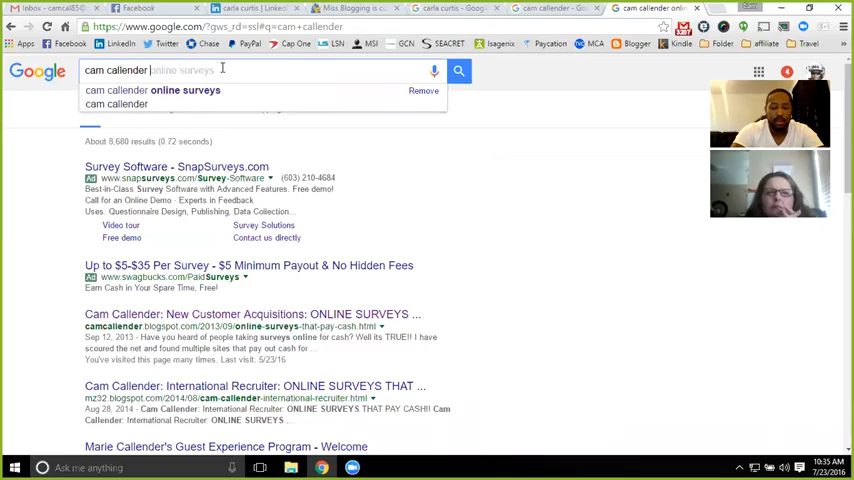 Inbox - camcall85@
Facebook
carla curtis | LinkedIn
Miss Blogging is cu
carla curtis - Goog
cam callender - Goo
cam callender onlin
https://www.google.com/?gws_rd=ssl#q=cam+callender
3207
Apps
Facebook
LinkedIn
Twitter
Chase
PayPal
Cap One
LSN
MSI
GCN
SEACRET
Isagenix
Paycation
MCA
Blogger
Folder
affiliate
Travel
Other bookmarks
Google
cam callender online surveys
4
cam callender online surveys
Remove
cam callender
About 8,680 results (0.72 seconds)
Survey Software - SnapSurveys.com
Ad www.snapsurveys.com/Survey-Software (603) 210-4684
Best-in-Class Survey Software with Advanced Features. Free demo!
Call for an Online Demo · Experts in Feedback
Uses: Questionnaire Design, Publishing, Data Collection...
Video tour
Survey Solutions
Free demo
Contact us directly
Up to $5-$35 Per Survey - $5 Minimum Payout & No Hidden Fees
Ad www.swagbucks.com/PaidSurveys
Earn Cash in Your Spare Time, Free!
Cam Callender: New Customer Acquisitions: ONLINE SURVEYS ...
camcallender.blogspot.com/2013/09/online-surveys-that-pay-cash.html
Sep 12, 2013 - Have you heard of people taking surveys online for cash? Well its TRUE!! I have
scoured the net and found multiple sites that pay out cash for ...
You've visited this page many times. Last visit: 5/23/16
Cam Callender: International Recruiter: ONLINE SURVEYS THAT ...
mz32.blogspot.com/2014/08/cam-callender-international-recruiter.html
Aug 28, 2014 - Cam Callender: International Recruiter: ONLINE SURVEYS THAT PAY CASH!! Cam
Callender: International Recruiter: ONLINE SURVEYS ...
Marie Callender's Guest Experience Program - Welcome
Ask me anything
10:35 AM
7/23/2016